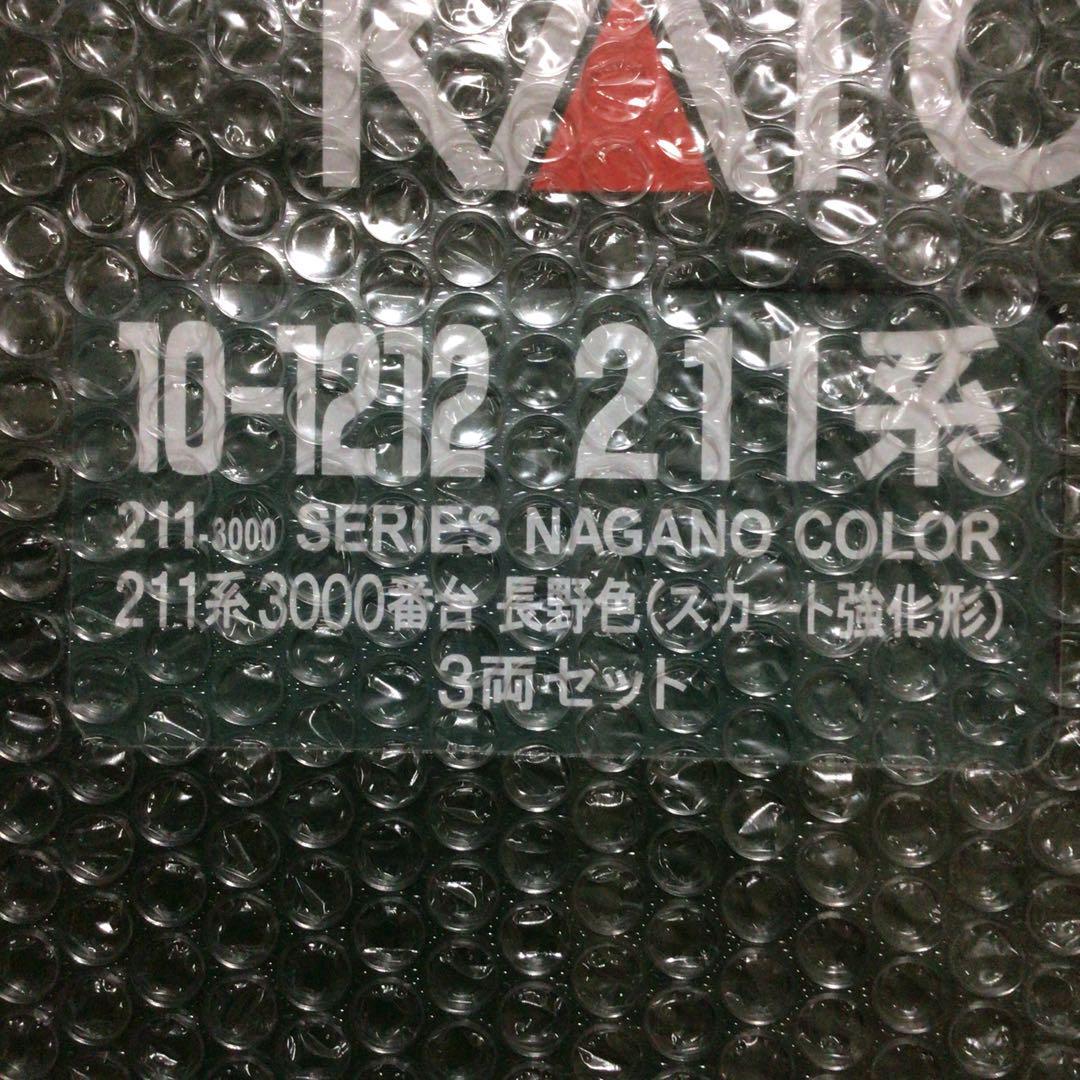 KATO
10-1212 211系
211-3000 SERIES NAGANO COLOR
211系3000番台 長野色(スカート強化形)
3両セット